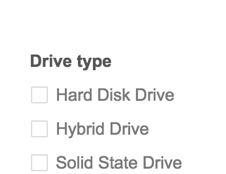 Drive type
Hard Disk Drive
Hybrid Drive
Solid State Drive